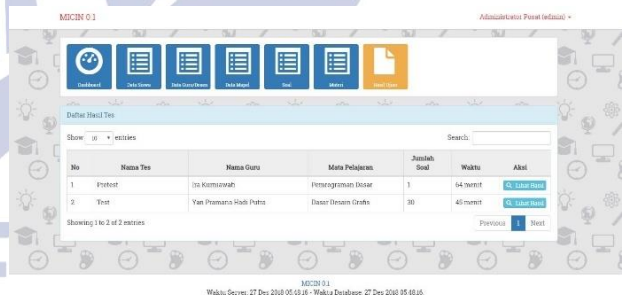 MICIN 0.1
Administrator Pusat (admin)
Dashboard Data Siswa Data Guru/Dosen Data Mapel Soal Materi Hasil Ujian
Daftar Hasil Tes
Show 10 entries Search:
No Nama Tes Nama Guru Mata Pelajaran Jumlah Soal Waktu Aksi
1 Pretest Ira Kurniawati Pemrograman Dasar 1 64 menit Lihat Hasil
2 Test Yan Pramana Hadi Putra Dasar Desain Grafis 30 45 menit Lihat Hasil
Showing 1 to 2 of 2 entries Previous 1 Next
MICIN 0.1
Waktu Server: 27 Des 2018 05:48:16 - Waktu Database: 27 Des 2018 05:48:16.